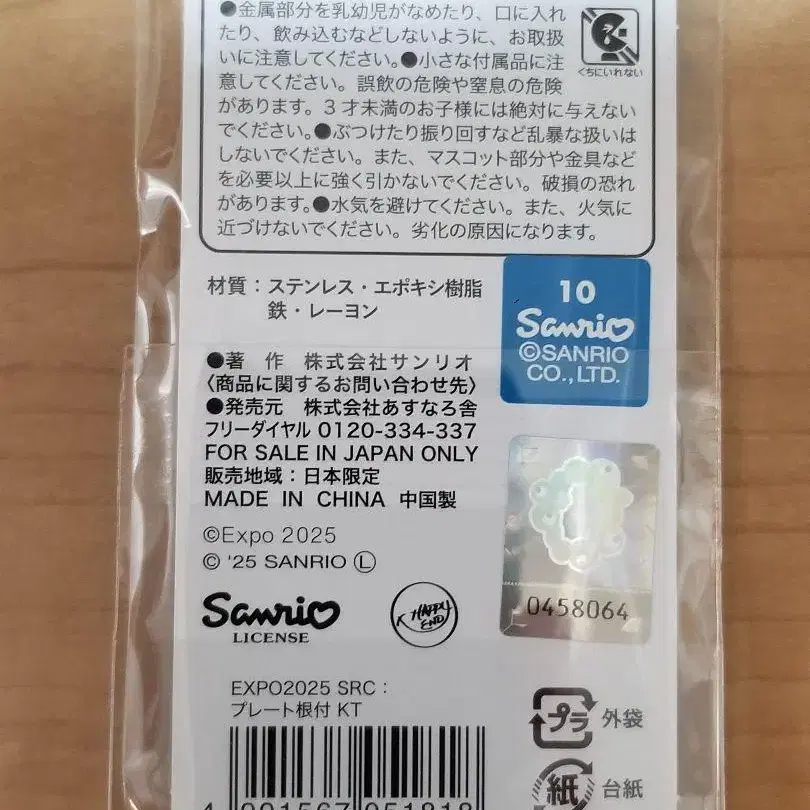 ●金属部分を乳幼児がなめたり、口に入れ
たり、飲み込むなどしないように、お取扱
いに注意してください。●小さな付属品に注
意してください。誤飲の危険や窒息の危険
があります。3才未満のお子様には絶対に与えない
でください。●ぶつけたり振り回すなど乱暴な扱いは
しないでください。また、マスコット部分や金具など
を必要以上に強く引かないでください。破損の恐れ
があります。●水気を避けてください。また、火気に
近づけないでください。劣化の原因になります。
くちにいれない
材質：ステンレス・エポキシ樹脂
鉄・レーヨン
10
Sanrio
©SANRIO
CO.,LTD.
●著 作 株式会社サンリオ
〈商品に関するお問い合わせ先〉
●発売元 株式会社あすなろ舎
フリーダイヤル 0120-334-337
FOR SALE IN JAPAN ONLY
販売地域：日本限定
MADE IN CHINA 中国製
©Expo 2025
© '25 SANRIO Ⓛ
0458064
Sanrio
LICENSE
HAPPY
END
EXPO2025 SRC：
プレート根付 KT
プラ 外袋
紙 台紙
4 901567 051818